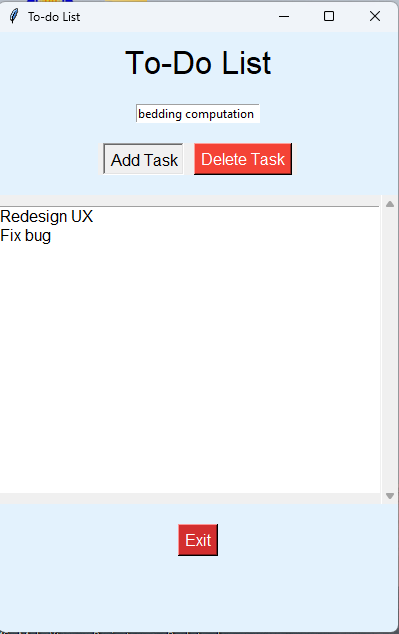 To-do List
To-Do List
bedding computation
Add Task Delete Task
Redesign UX
Fix bug
Exit